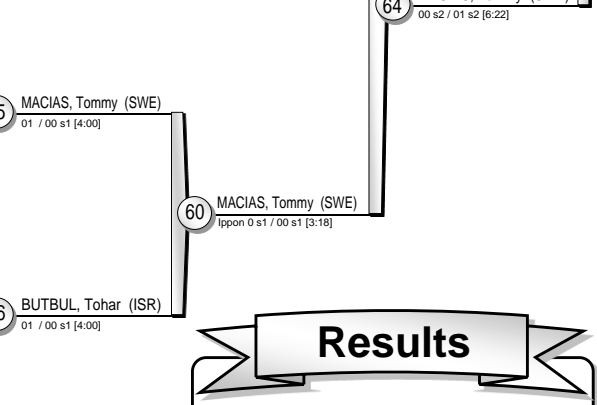 64
00 s2 / 01 s2 [6:22]
MACIAS, Tommy (SWE)
01 / 00 s1 [4:00]
60
MACIAS, Tommy (SWE)
Ippon 0 s1 / 00 s1 [3:18]
BUTBUL, Tohar (ISR)
01 / 00 s1 [4:00]
Results